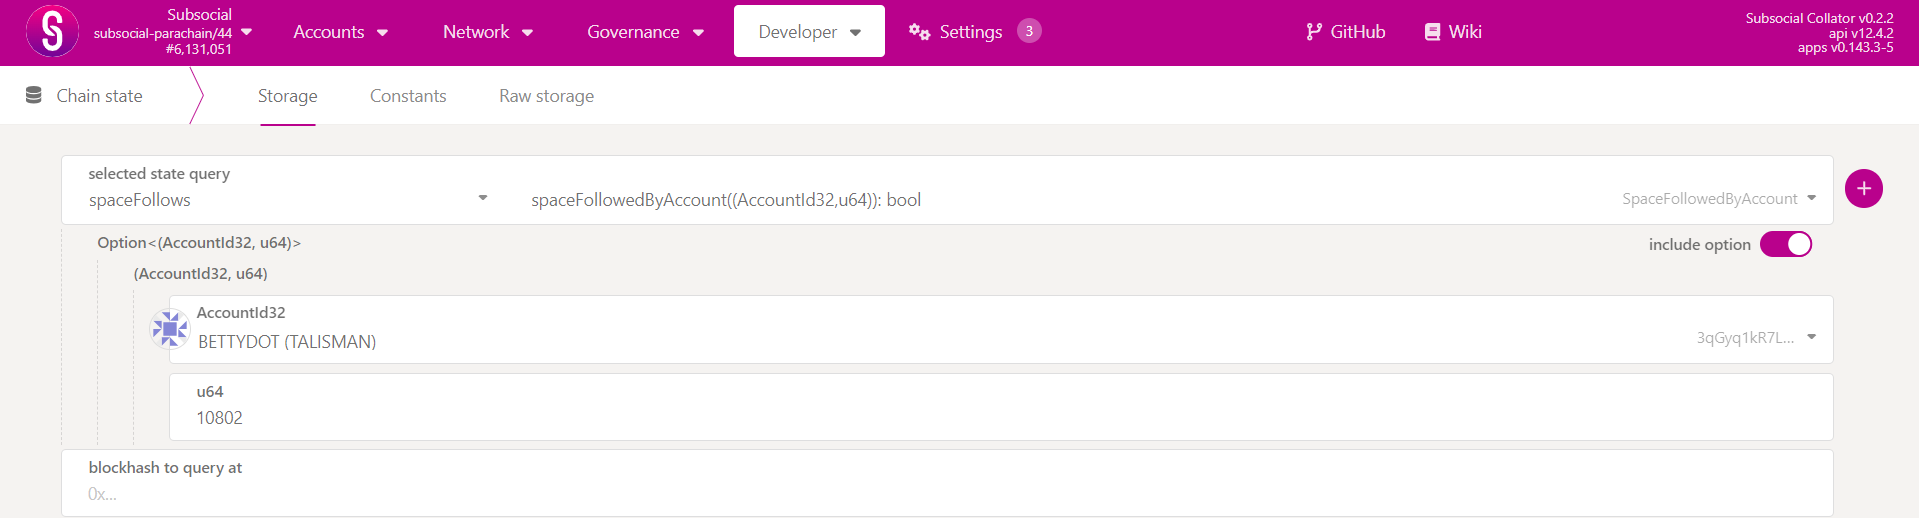 Subsocial
subsocial-parachain/44
#6,131,051
Accounts
Network
Governance
Developer
Settings
3
GitHub
Wiki
Subsocial Collator v0.2.2
api v12.4.2
apps v0.143.3-5
Chain state
Storage
Constants
Raw storage
selected state query
spaceFollows
spaceFollowedByAccount((AccountId32,u64)): bool
SpaceFollowedByAccount
Option<(AccountId32, u64)>
include option
(AccountId32, u64)
AccountId32
BETTYDOT (TALISMAN)
3qGyq1kR7L...
u64
10802
blockhash to query at
0x...